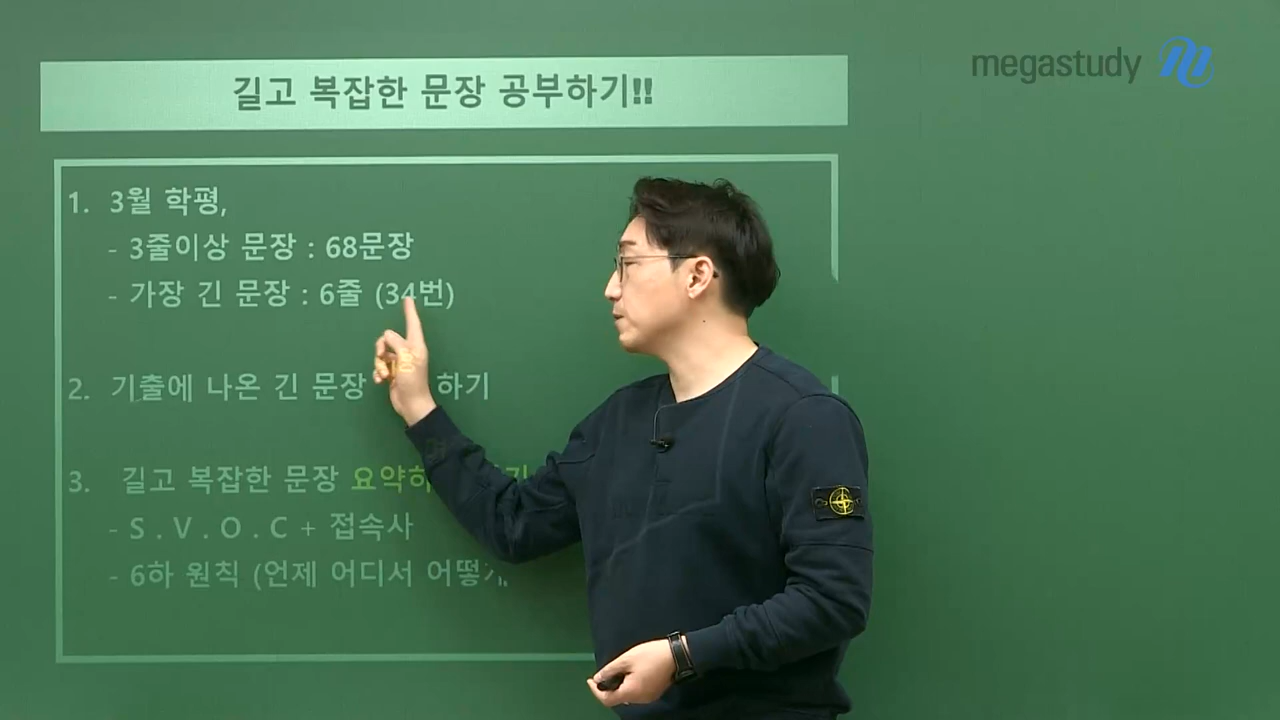 megastudy
길고 복잡한 문장 공부하기!!
1. 3월 학평,
- 3줄이상 문장 : 68문장
- 가장 긴 문장 : 6줄 (34번)
2. 기출에 나온 긴 문장 하기
3. 길고 복잡한 문장 요약하
- S . V . O . C + 접속사
- 6하 원칙 (언제 어디서 어떻게